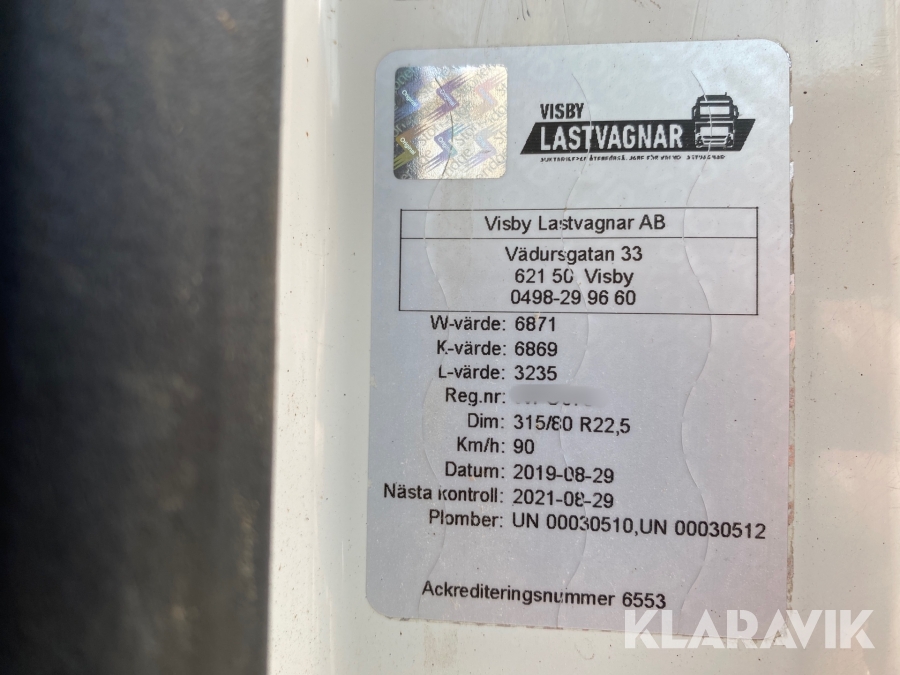 VISBY
LASTVAGNAR
Visby Lastvagnar AB
Vädursgatan 33
621 50 Visby
0498-29 96 60
W-värde: 6871
K-värde: 6869
L-värde: 3235
Reg.nr:
Dim: 315/80 R22,5
Km/h: 90
Datum: 2019-08-29
Nästa kontroll: 2021-08-29
Plomber: UN 00030510,UN 00030512
Ackrediteringsnummer 6553
KLARAVIK